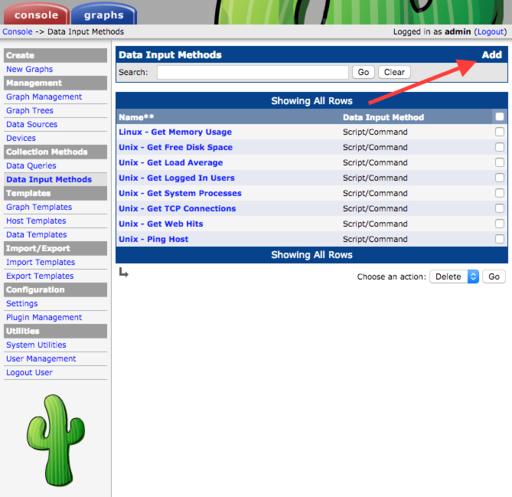 console graphs
Console -> Data Input Methods Logged in as admin (Logout)
Create
New Graphs
Management
Graph Management
Graph Trees
Data Sources
Devices
Collection Methods
Data Queries
Data Input Methods
Templates
Graph Templates
Host Templates
Data Templates
Import/Export
Import Templates
Export Templates
Configuration
Settings
Plugin Management
Utilities
System Utilities
User Management
Logout User
Data Input Methods Add
Search: Go Clear
Showing All Rows
Name** Data Input Method
Linux - Get Memory Usage Script/Command
Unix - Get Free Disk Space Script/Command
Unix - Get Load Average Script/Command
Unix - Get Logged In Users Script/Command
Unix - Get System Processes Script/Command
Unix - Get TCP Connections Script/Command
Unix - Get Web Hits Script/Command
Unix - Ping Host Script/Command
Showing All Rows
Choose an action: Delete Go